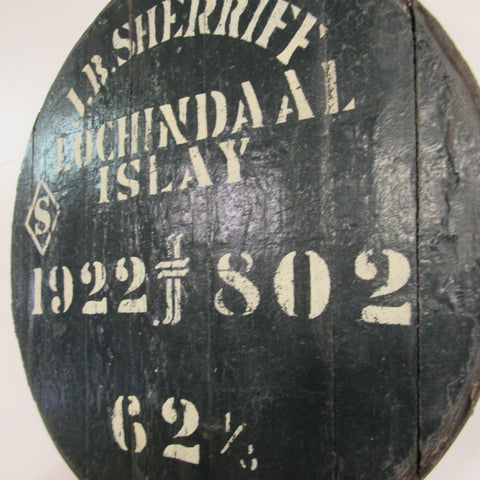 J.B. SHERRIFF
LOCHINDAAL
ISLAY
S
1922 802
62 ⅓